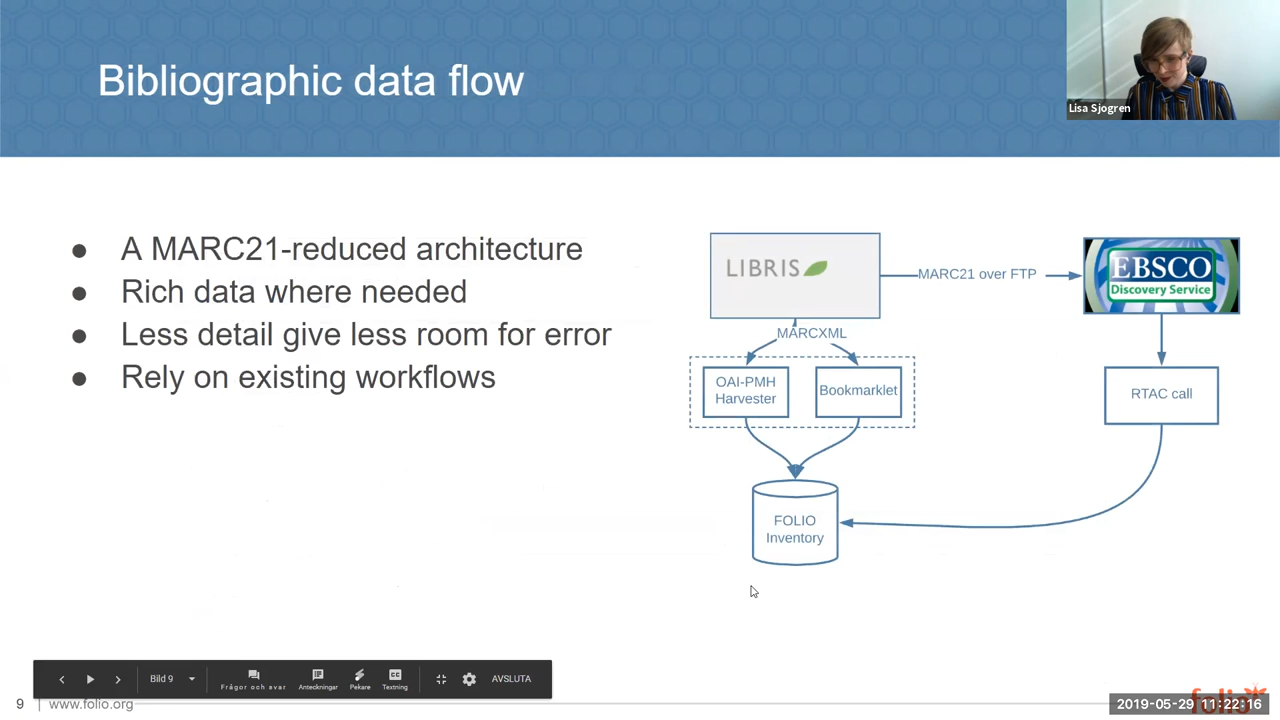 Bibliographic data flow
Lisa Sjogren
● A MARC21-reduced architecture
● Rich data where needed
● Less detail give less room for error
● Rely on existing workflows
LIBRIS
MARC21 over FTP
EBSCO
Discovery Service
MARCXML
OAI-PMH
Harvester
Bookmarklet
RTAC call
FOLIO
Inventory
Bild 9
Frågor och svar
Anteckningar
Pekare
CC
Textning
AVSLUTA
9 | www.folio.org
folio
2019-05-29 11:22:16